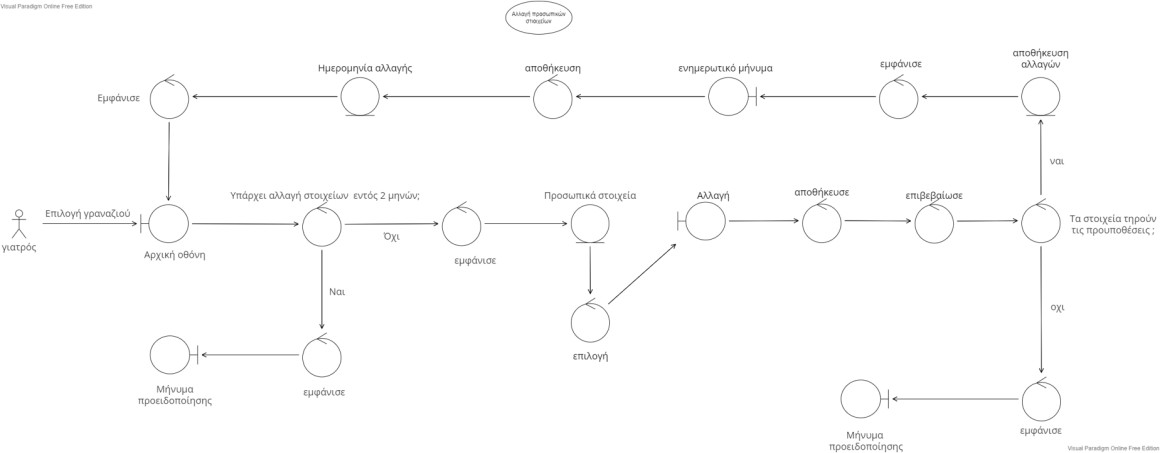 Visual Paradigm Online Free Edition
Αλλαγή προσωπικών
στοιχείων
αποθήκευση
αλλαγών
Ημερομηνία αλλαγής
αποθήκευση
ενημερωτικό μήνυμα
εμφάνισε
Εμφάνισε
ναι
Υπάρχει αλλαγή στοιχείων εντός 2 μηνών;
Προσωπικά στοιχεία
Αλλαγή
αποθήκευσε
επιβεβαίωσε
Επιλογή γραναζιού
Τα στοιχεία τηρούν
τις προυποθέσεις ;
Όχι
γιατρός
Αρχική οθόνη
εμφάνισε
Ναι
οχι
επιλογή
Μήνυμα
προειδοποίησης
εμφάνισε
Μήνυμα
προειδοποίησης
εμφάνισε
Visual Paradigm Online Free Edition